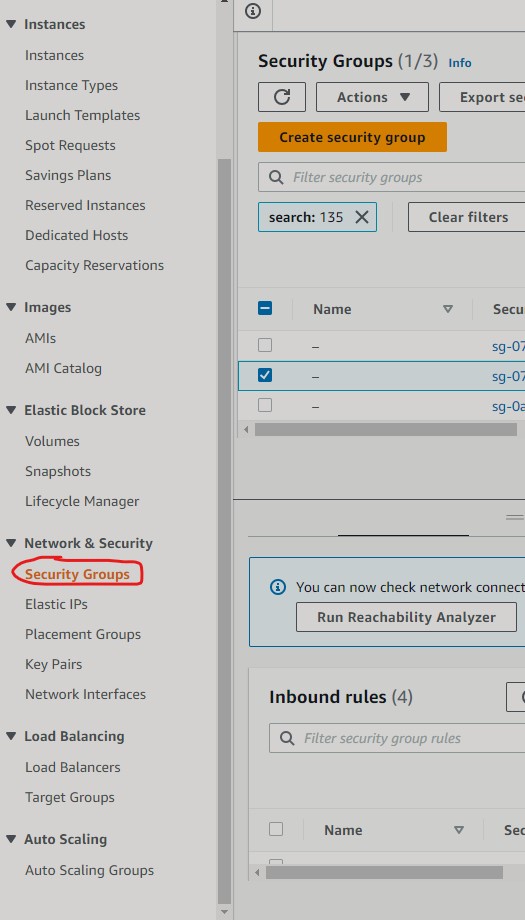 Instances
Instances
Instance Types
Launch Templates
Spot Requests
Savings Plans
Reserved Instances
Dedicated Hosts
Capacity Reservations
Images
AMIs
AMI Catalog
Elastic Block Store
Volumes
Snapshots
Lifecycle Manager
Network & Security
Security Groups
Elastic IPs
Placement Groups
Key Pairs
Network Interfaces
Load Balancing
Load Balancers
Target Groups
Auto Scaling
Auto Scaling Groups
Security Groups (1/3) Info
Actions Export se
Create security group
Filter security groups
search: 135 Clear filters
Name Secu
– sg-07
– sg-07
– sg-0a
You can now check network connect
Run Reachability Analyzer
Inbound rules (4)
Filter security group rules
Name Sec